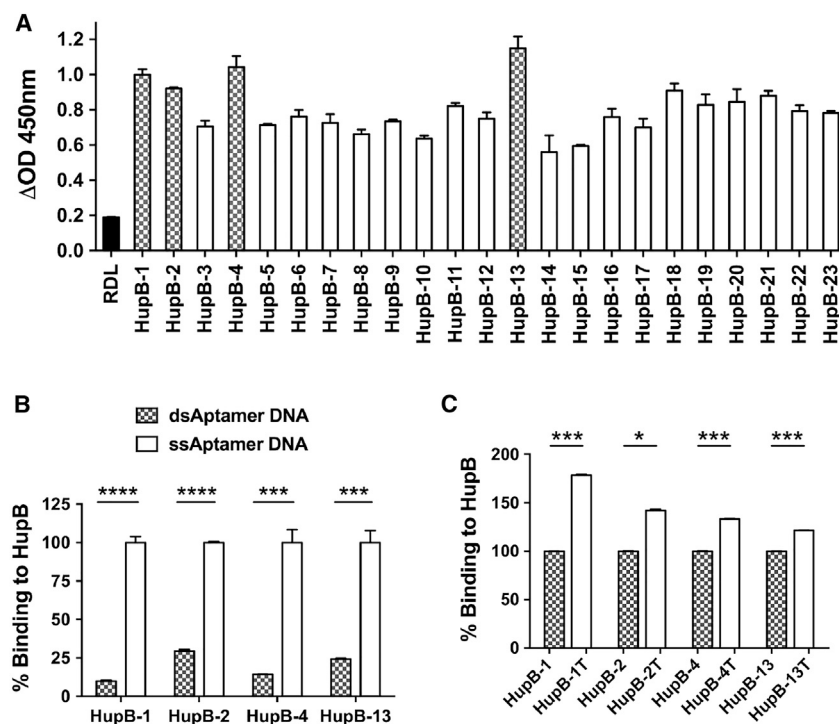 A
ΔOD 450nm
1.2
1.0
0.8
0.6
0.4
0.2
0.0
RDL
HupB-1
HupB-2
HupB-3
HupB-4
HupB-5
HupB-6
HupB-7
HupB-8
HupB-9
HupB-10
HupB-11
HupB-12
HupB-13
HupB-14
HupB-15
HupB-16
HupB-17
HupB-18
HupB-19
HupB-20
HupB-21
HupB-22
HupB-23
B
dsAptamer DNA
ssAptamer DNA
% Binding to HupB
125
100
75
50
25
0
**** **** *** ***
HupB-1 HupB-2 HupB-4 HupB-13
C
% Binding to HupB
200
150
100
50
0
*** * *** ***
HupB-1
HupB-1T
HupB-2
HupB-2T
HupB-4
HupB-4T
HupB-13
HupB-13T